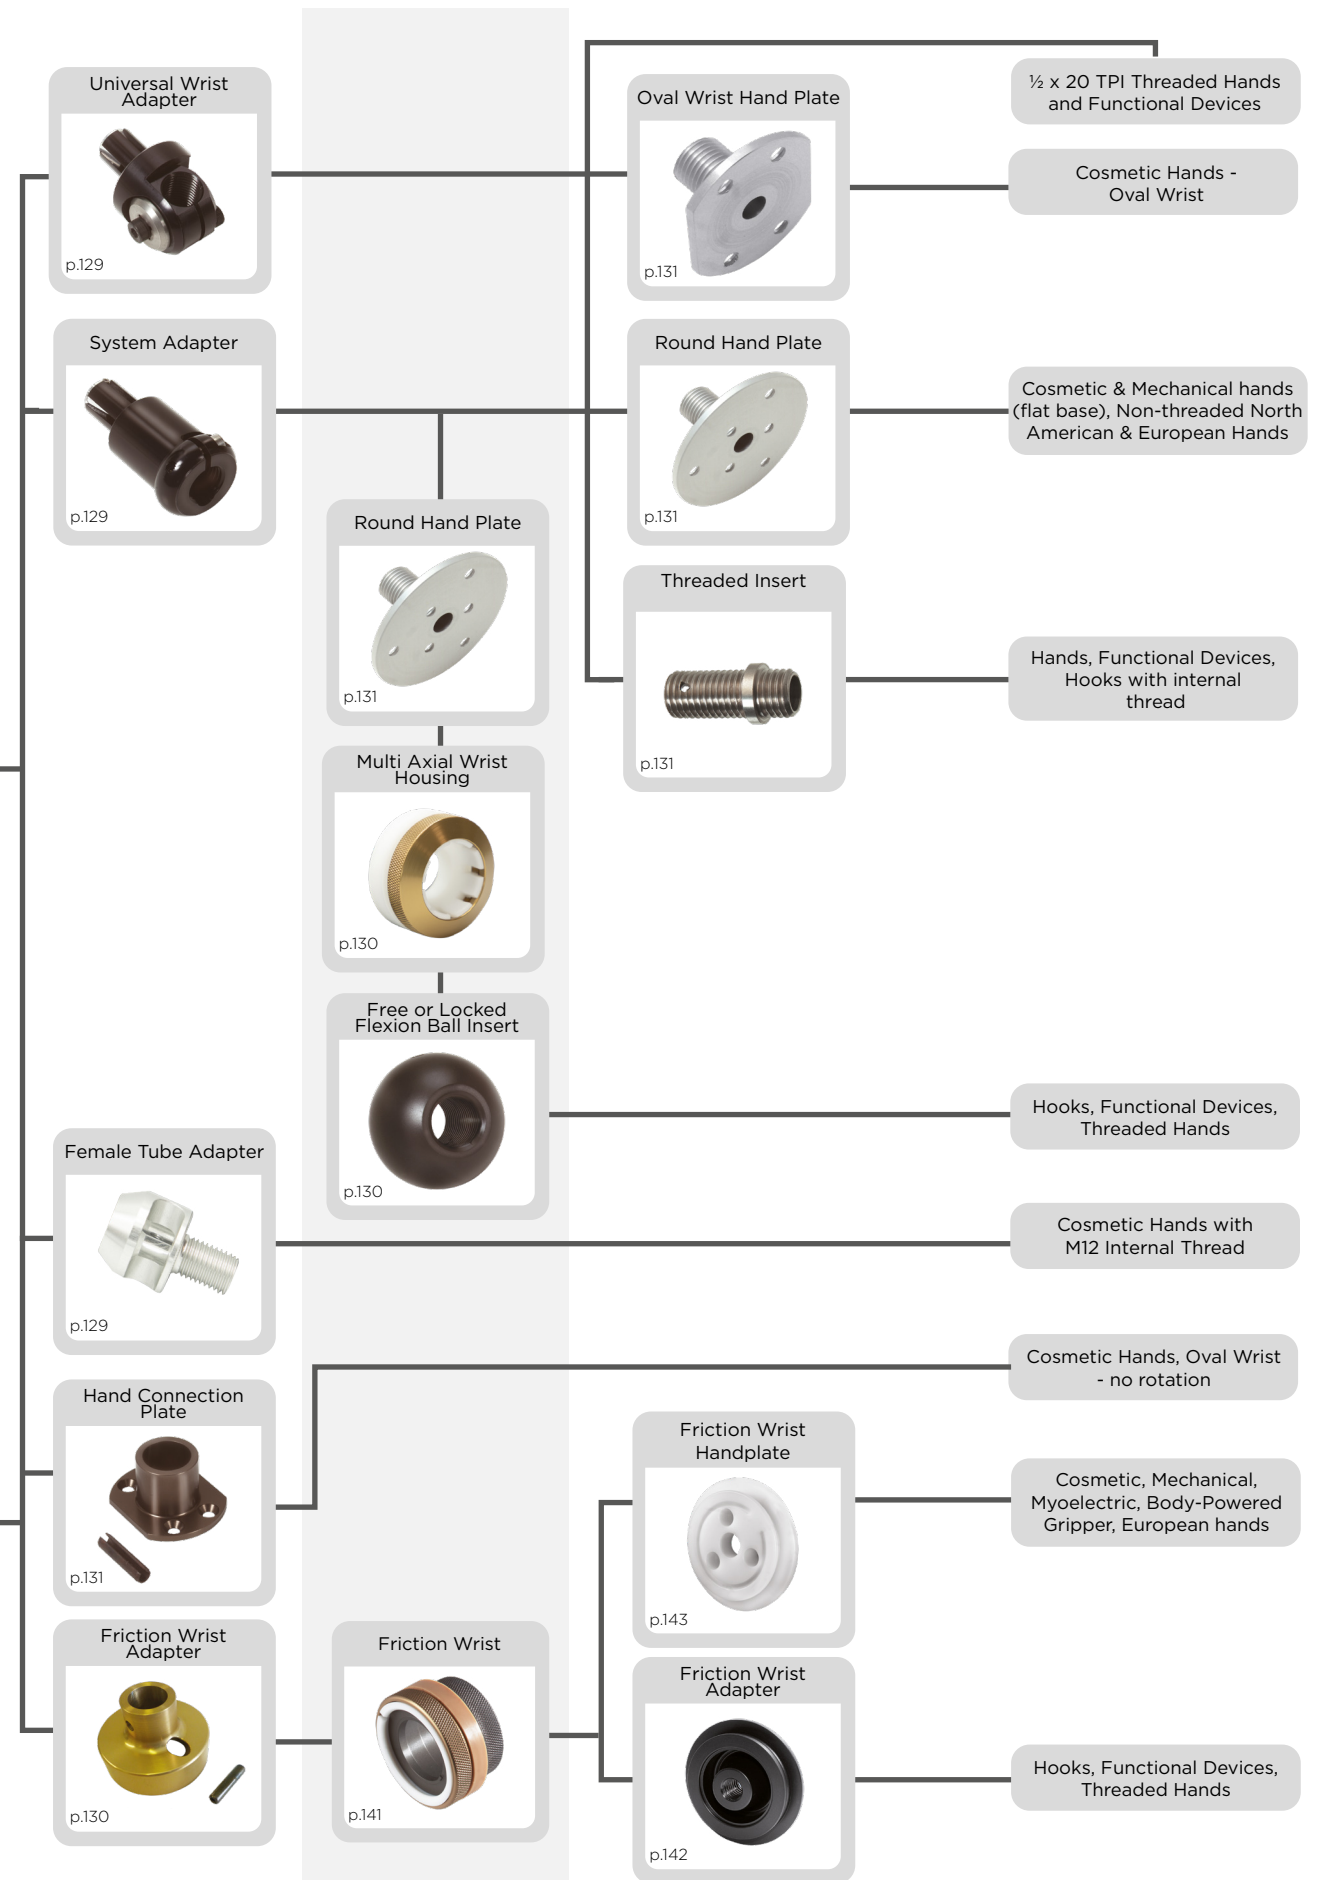 Universal Wrist
Adapter
p.129
Oval Wrist Hand Plate
p.131
½ x 20 TPI Threaded Hands
and Functional Devices
Cosmetic Hands -
Oval Wrist
System Adapter
p.129
Round Hand Plate
p.131
Cosmetic & Mechanical hands
(flat base), Non-threaded North
American & European Hands
Round Hand Plate
p.131
Threaded Insert
p.131
Hands, Functional Devices,
Hooks with internal
thread
Multi Axial Wrist
Housing
p.130
Free or Locked
Flexion Ball Insert
p.130
Hooks, Functional Devices,
Threaded Hands
Female Tube Adapter
p.129
Cosmetic Hands with
M12 Internal Thread
Hand Connection
Plate
p.131
Cosmetic Hands, Oval Wrist
- no rotation
Friction Wrist
Handplate
p.143
Cosmetic, Mechanical,
Myoelectric, Body-Powered
Gripper, European hands
Friction Wrist
Adapter
p.130
Friction Wrist
p.141
Friction Wrist
Adapter
p.142
Hooks, Functional Devices,
Threaded Hands